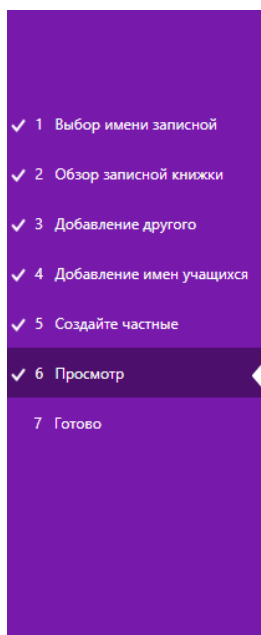 1 Выбор имени записной
2 Обзор записной книжки
3 Добавление другого
4 Добавление имен учащихся
5 Создайте частные
6 Просмотр
7 Готово